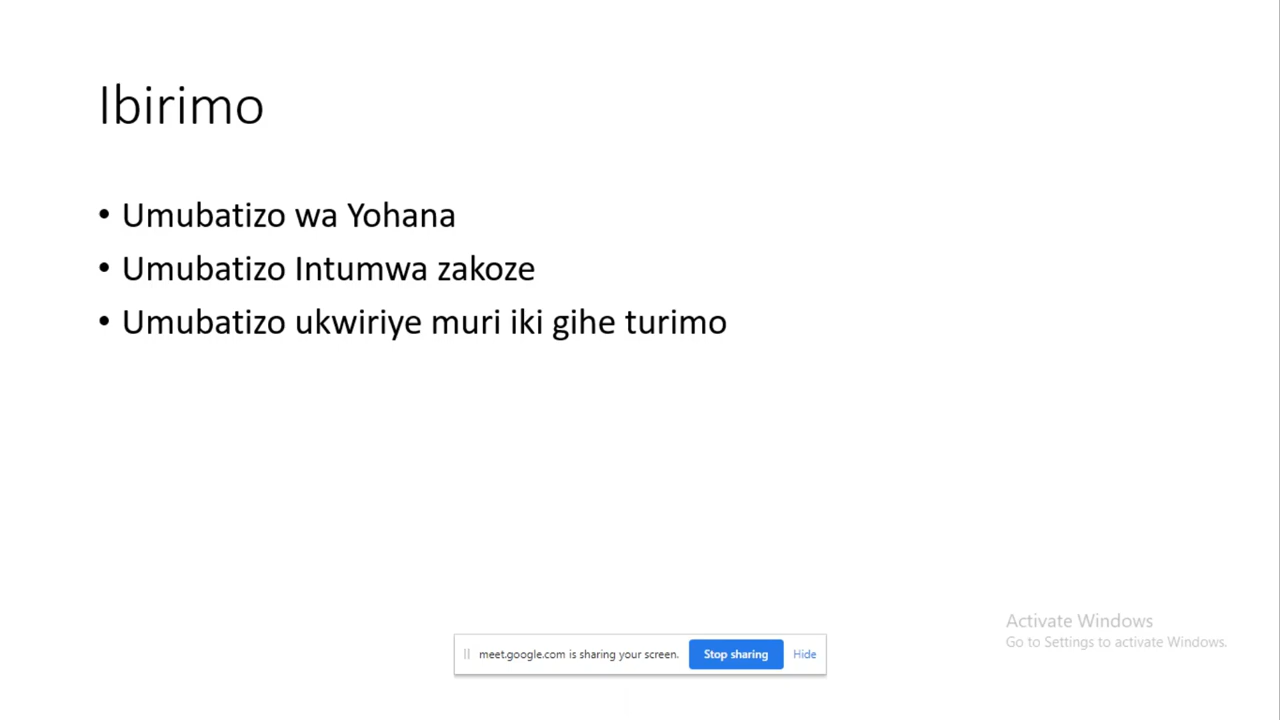 Ibirimo
• Umubatizo wa Yohana
• Umubatizo Intumwa zakoze
• Umubatizo ukwiriye muri iki gihe turimo
Activate Windows
Go to Settings to activate Windows.
meet.google.com is sharing your screen. Stop sharing Hide